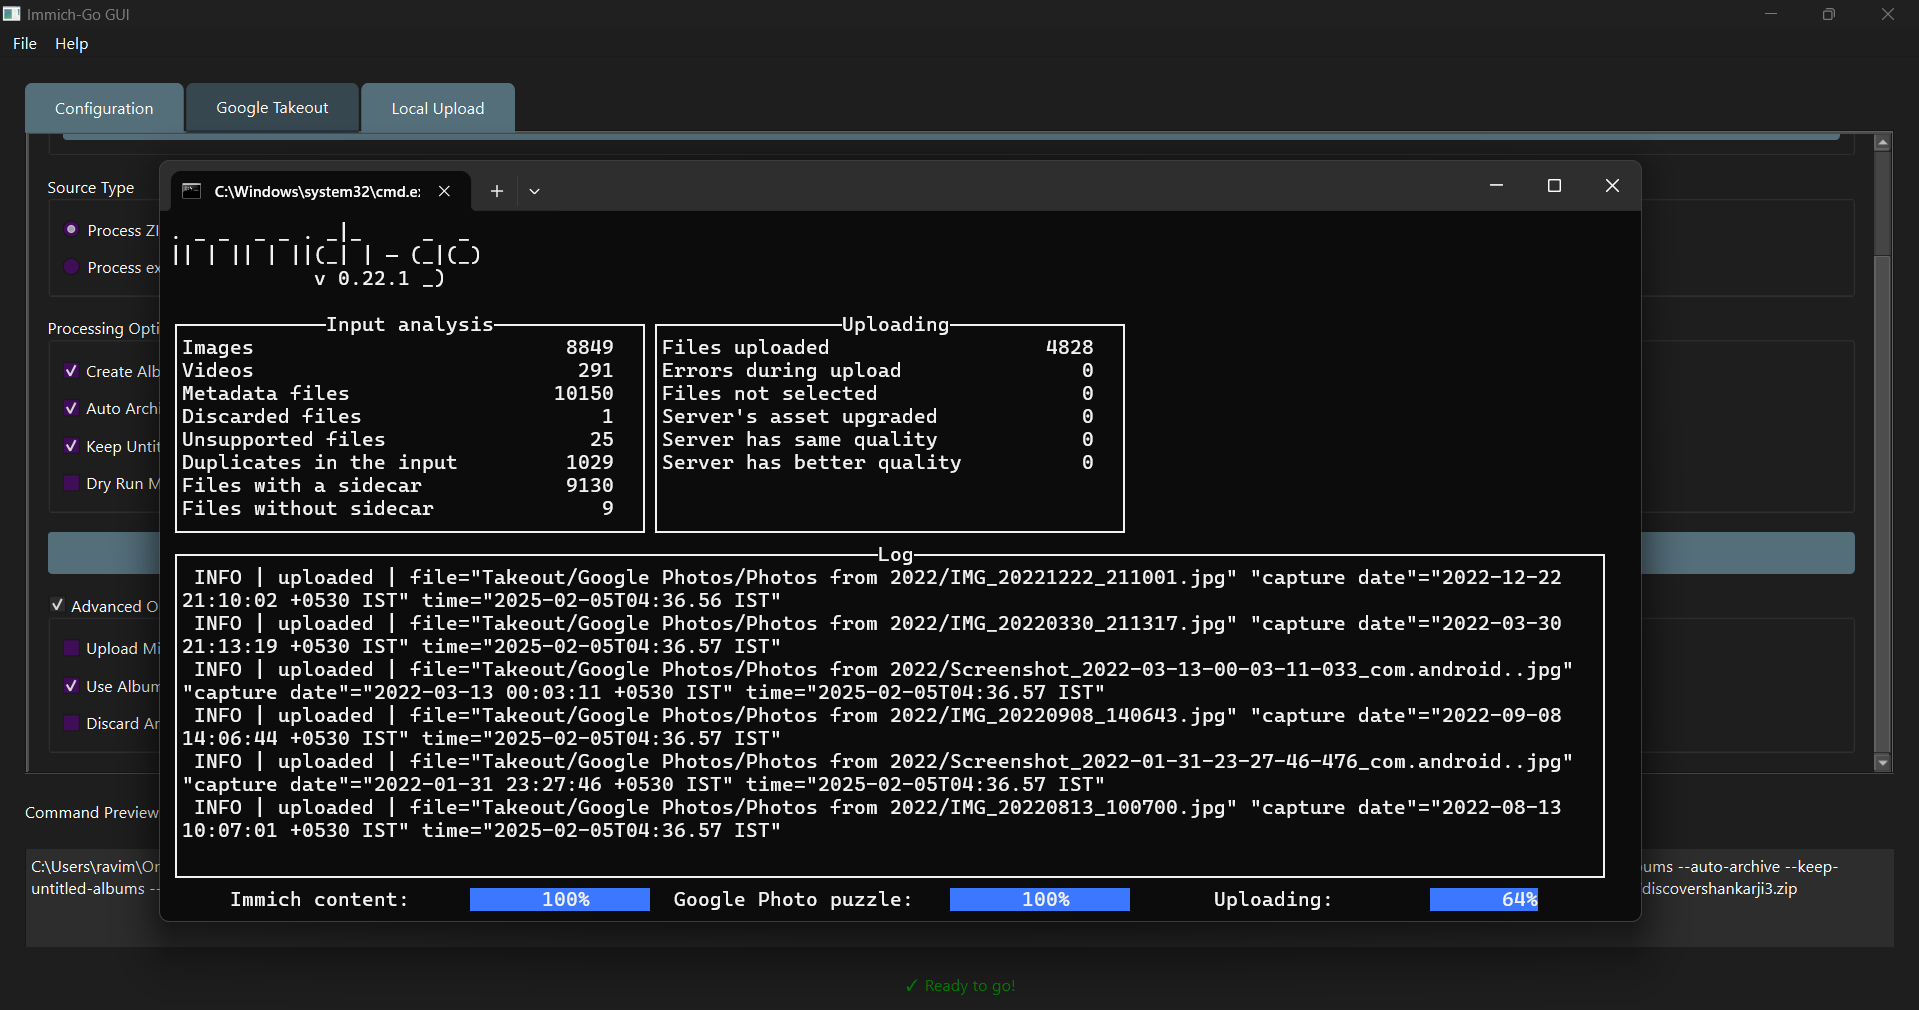 Immich-Go GUI
File Help
Configuration Google Takeout Local Upload
Source Type
Process ZI
Process ex
Processing Opti
Create Alb
Auto Archi
Keep Untit
Dry Run M
Advanced O
Upload Mi
Use Album
Discard Ar
Command Preview
C:\Users\ravim\Or
untitled-albums --
ums --auto-archive --keep-
discovershankarji3.zip
✓ Ready to go!
C:\Windows\system32\cmd.e
v 0.22.1
Input analysis
Images 8849
Videos 291
Metadata files 10150
Discarded files 1
Unsupported files 25
Duplicates in the input 1029
Files with a sidecar 9130
Files without sidecar 9
Uploading
Files uploaded 4828
Errors during upload 0
Files not selected 0
Server's asset upgraded 0
Server has same quality 0
Server has better quality 0
Log
INFO | uploaded | file="Takeout/Google Photos/Photos from 2022/IMG_20221222_211001.jpg" "capture date"="2022-12-22
21:10:02 +0530 IST" time="2025-02-05T04:36.56 IST"
INFO | uploaded | file="Takeout/Google Photos/Photos from 2022/IMG_20220330_211317.jpg" "capture date"="2022-03-30
21:13:19 +0530 IST" time="2025-02-05T04:36.57 IST"
INFO | uploaded | file="Takeout/Google Photos/Photos from 2022/Screenshot_2022-03-13-00-03-11-033_com.android..jpg"
"capture date"="2022-03-13 00:03:11 +0530 IST" time="2025-02-05T04:36.57 IST"
INFO | uploaded | file="Takeout/Google Photos/Photos from 2022/IMG_20220908_140643.jpg" "capture date"="2022-09-08
14:06:44 +0530 IST" time="2025-02-05T04:36.57 IST"
INFO | uploaded | file="Takeout/Google Photos/Photos from 2022/Screenshot_2022-01-31-23-27-46-476_com.android..jpg"
"capture date"="2022-01-31 23:27:46 +0530 IST" time="2025-02-05T04:36.57 IST"
INFO | uploaded | file="Takeout/Google Photos/Photos from 2022/IMG_20220813_100700.jpg" "capture date"="2022-08-13
10:07:01 +0530 IST" time="2025-02-05T04:36.57 IST"
Immich content: 100% Google Photo puzzle: 100% Uploading: 64%